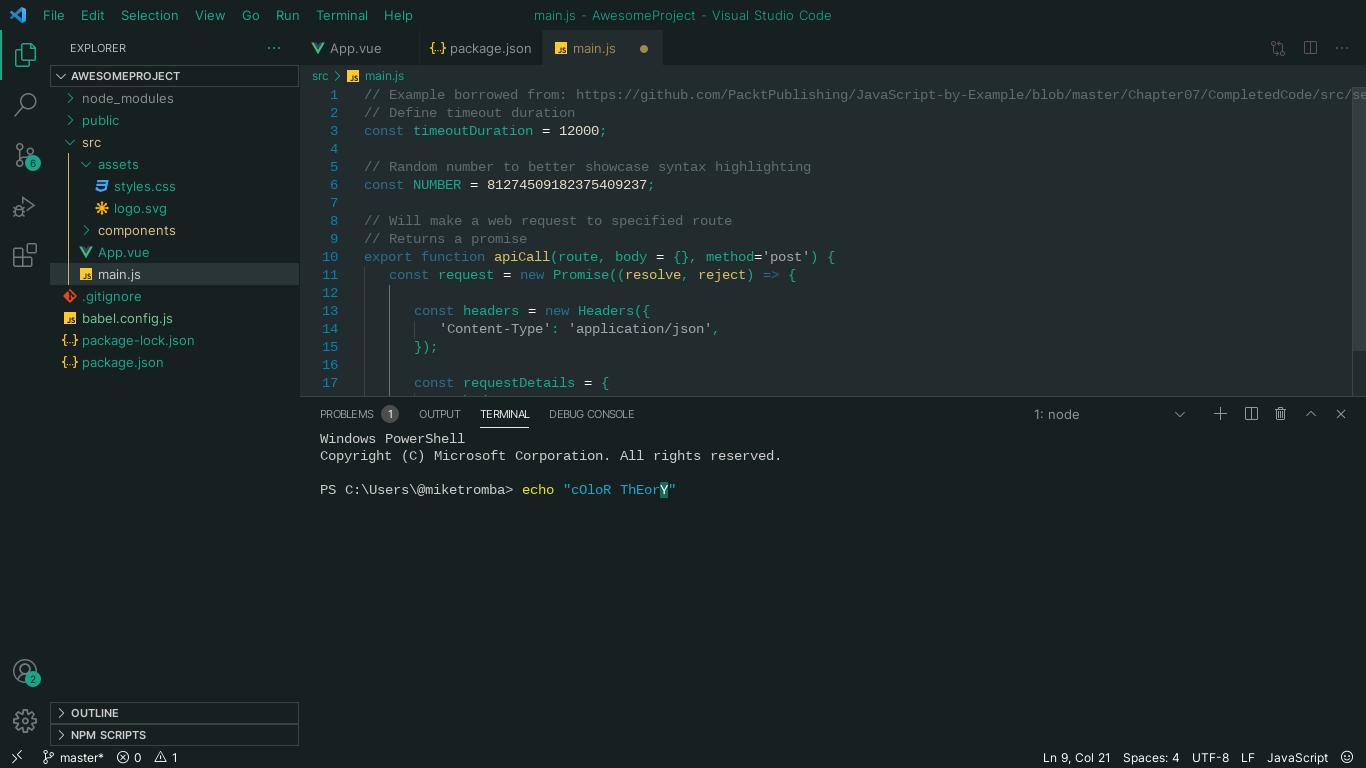 File Edit Selection View Go Run Terminal Help main.js - AwesomeProject - Visual Studio Code
EXPLORER
AWESOMEPROJECT
node_modules
public
src
assets
styles.css
logo.svg
components
App.vue
main.js
.gitignore
babel.config.js
package-lock.json
package.json
OUTLINE
NPM SCRIPTS
6
2
App.vue package.json main.js
src main.js
1 // Example borrowed from: https://github.com/PacktPublishing/JavaScript-by-Example/blob/master/Chapter07/CompletedCode/src/se
2 // Define timeout duration
3 const timeoutDuration = 12000;
4
5 // Random number to better showcase syntax highlighting
6 const NUMBER = 81274509182375409237;
7
8 // Will make a web request to specified route
9 // Returns a promise
10 export function apiCall(route, body = {}, method='post') {
11 const request = new Promise((resolve, reject) => {
12
13 const headers = new Headers({
14 'Content-Type': 'application/json',
15 });
16
17 const requestDetails = {
PROBLEMS 1 OUTPUT TERMINAL DEBUG CONSOLE 1: node
Windows PowerShell
Copyright (C) Microsoft Corporation. All rights reserved.
PS C:\Users\@miketromba> echo "cOloR ThEorY"
master* 0 1 Ln 9, Col 21 Spaces: 4 UTF-8 LF JavaScript